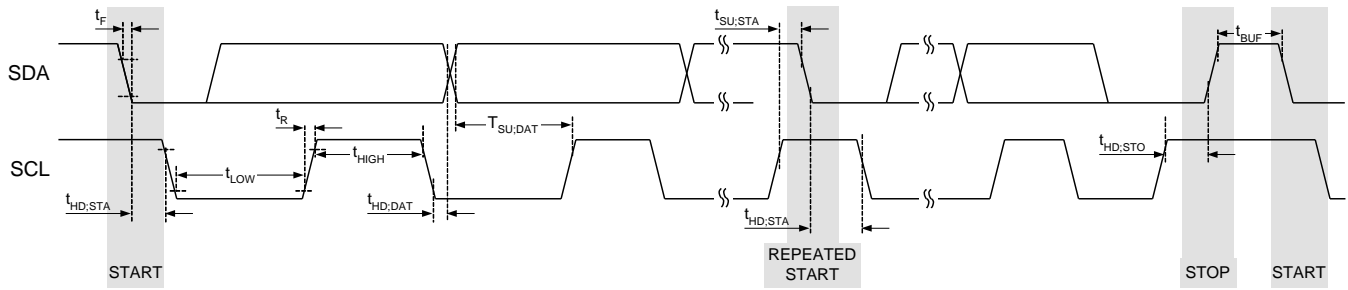 tF
tSU;STA
tBUF
SDA
tR
TSU;DAT
tHIGH
tLOW
tHD;STO
SCL
tHD;STA
tHD;DAT
tHD;STA
START
REPEATED
START
STOP
START